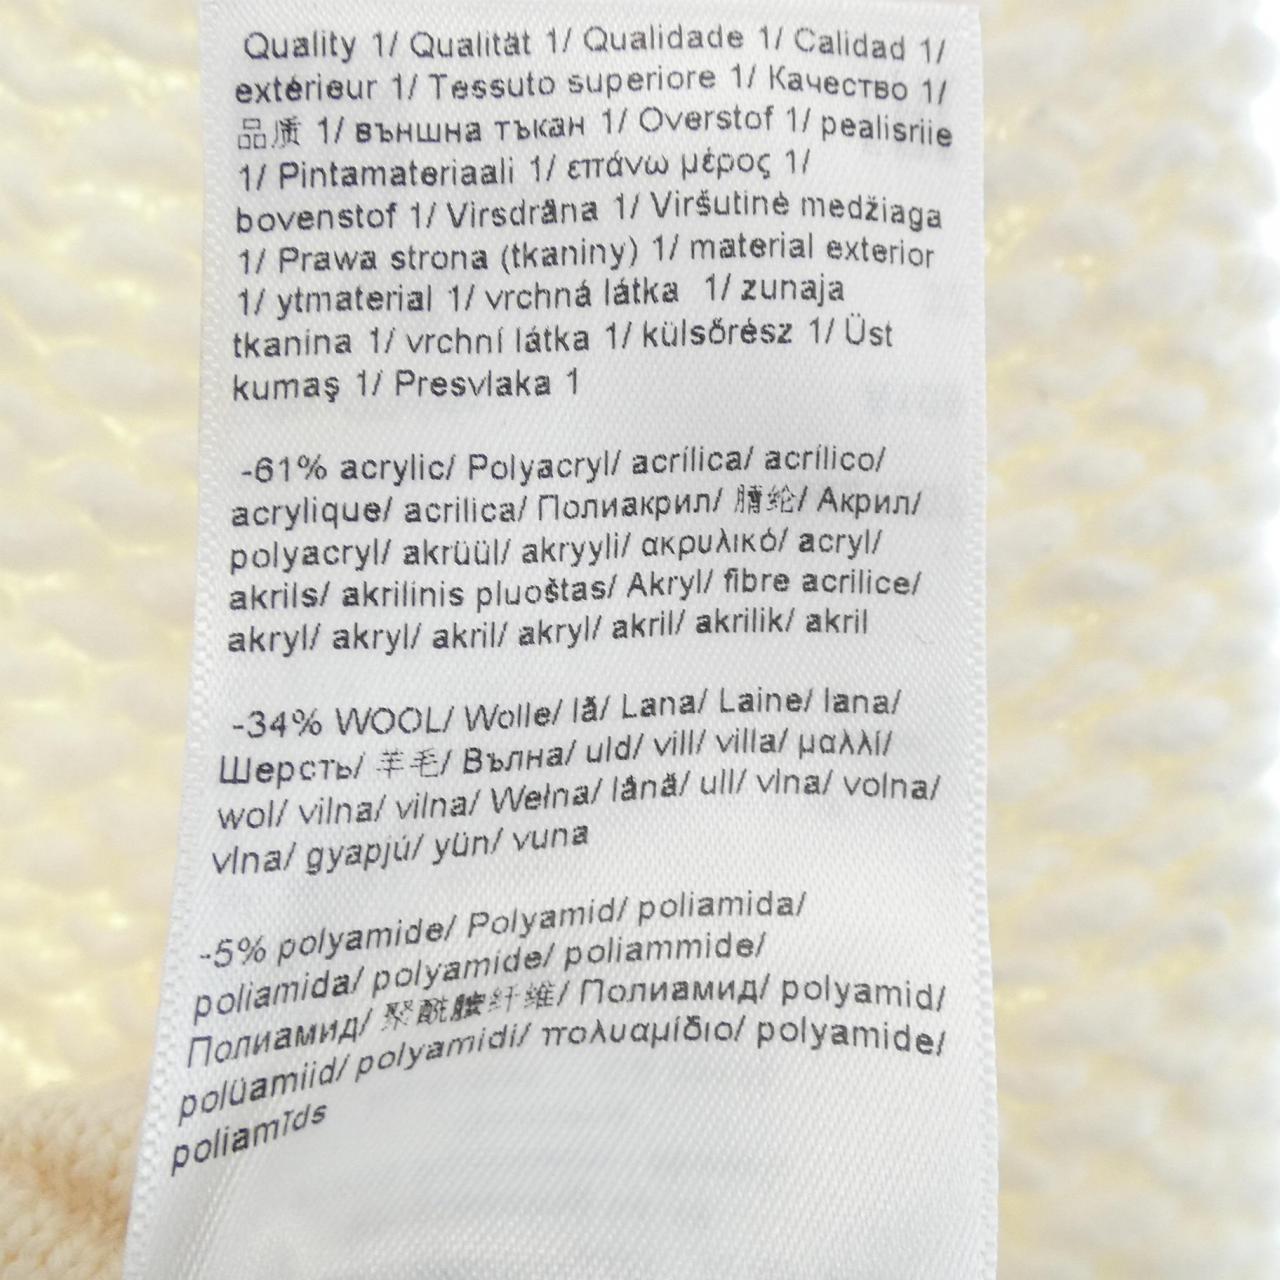 Quality 1/ Qualität 1/ Qualidade 1/ Calidad 1/
extérieur 1/ Tessuto superiore 1/ Качество 1/
品质 1/ външна тъкан 1/ Overstof 1/ pealisriie
1/ Pintamateriaali 1/ επάνω μέρος 1/
bovenstof 1/ Virsdrāna 1/ Viršutinė medžiaga
1/ Prawa strona (tkaniny) 1/ material exterior
1/ ytmaterial 1/ vrchná látka 1/ zunaja
tkanina 1/ vrchní látka 1/ külsőrész 1/ Üst
kumaş 1/ Presvlaka 1
-61% acrylic/ Polyacryl/ acrílica/ acrílico/
acrylique/ acrilica/ Полиакрил/ 腈纶/ Акрил/
polyacryl/ akrüül/ akryyli/ ακρυλικό/ acryl/
akrils/ akrilinis pluoštas/ Akryl/ fibre acrilice/
akryl/ akryl/ akril/ akryl/ akril/ akrilik/ akril
-34% WOOL/ Wolle/ lã/ Lana/ Laine/ lana/
Шерсть/ 羊毛/ Вълна/ uld/ vill/ villa/ μαλλί/
wol/ vilna/ vilna/ Wełna/ lână/ ull/ vlna/ volna/
vlna/ gyapjú/ yün/ vuna
-5% polyamide/ Polyamid/ poliamida/
poliamida/ polyamide/ poliammide/
Полиамид/ 聚酰胺纤维/ Полиамид/ polyamid/
polüamiid/ polyamidi/ πολυαμίδιο/ polyamide/
poliamīds